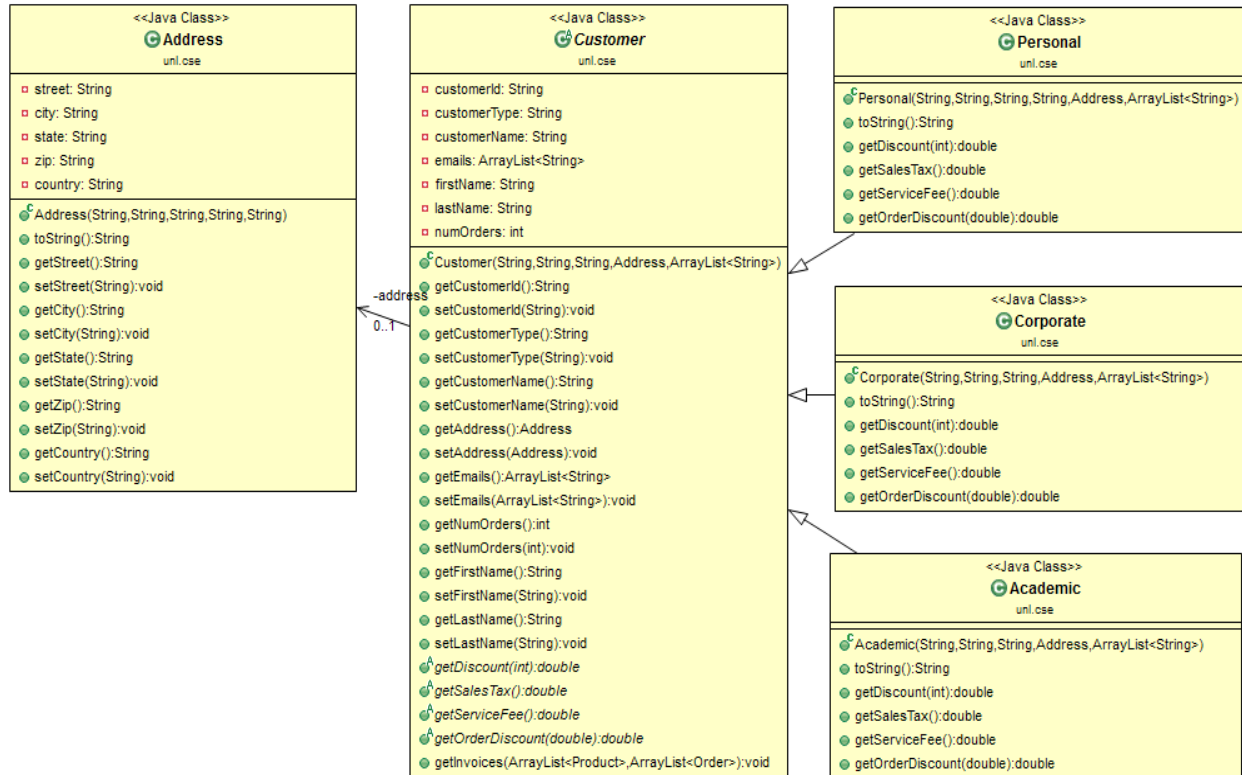 <<Java Class>>
Address
unl.cse
street: String
city: String
state: String
zip: String
country: String
Address(String,String,String,String,String)
toString():String
getStreet():String
setStreet(String):void
getCity():String
setCity(String):void
getState():String
setState(String):void
getZip():String
setZip(String):void
getCountry():String
setCountry(String):void
-address
0..1
<<Java Class>>
Customer
unl.cse
customerId: String
customerType: String
customerName: String
emails: ArrayList<String>
firstName: String
lastName: String
numOrders: int
Customer(String,String,String,Address,ArrayList<String>)
getCustomerId():String
setCustomerId(String):void
getCustomerType():String
setCustomerType(String):void
getCustomerName():String
setCustomerName(String):void
getAddress():Address
setAddress(Address):void
getEmails():ArrayList<String>
setEmails(ArrayList<String>):void
getNumOrders():int
setNumOrders(int):void
getFirstName():String
setFirstName(String):void
getLastName():String
setLastName(String):void
getDiscount(int):double
getSalesTax():double
getServiceFee():double
getOrderDiscount(double):double
getInvoices(ArrayList<Product>,ArrayList<Order>):void
<<Java Class>>
Personal
unl.cse
Personal(String,String,String,String,Address,ArrayList<String>)
toString():String
getDiscount(int):double
getSalesTax():double
getServiceFee():double
getOrderDiscount(double):double
<<Java Class>>
Corporate
unl.cse
Corporate(String,String,String,Address,ArrayList<String>)
toString():String
getDiscount(int):double
getSalesTax():double
getServiceFee():double
getOrderDiscount(double):double
<<Java Class>>
Academic
unl.cse
Academic(String,String,String,Address,ArrayList<String>)
toString():String
getDiscount(int):double
getSalesTax():double
getServiceFee():double
getOrderDiscount(double):double